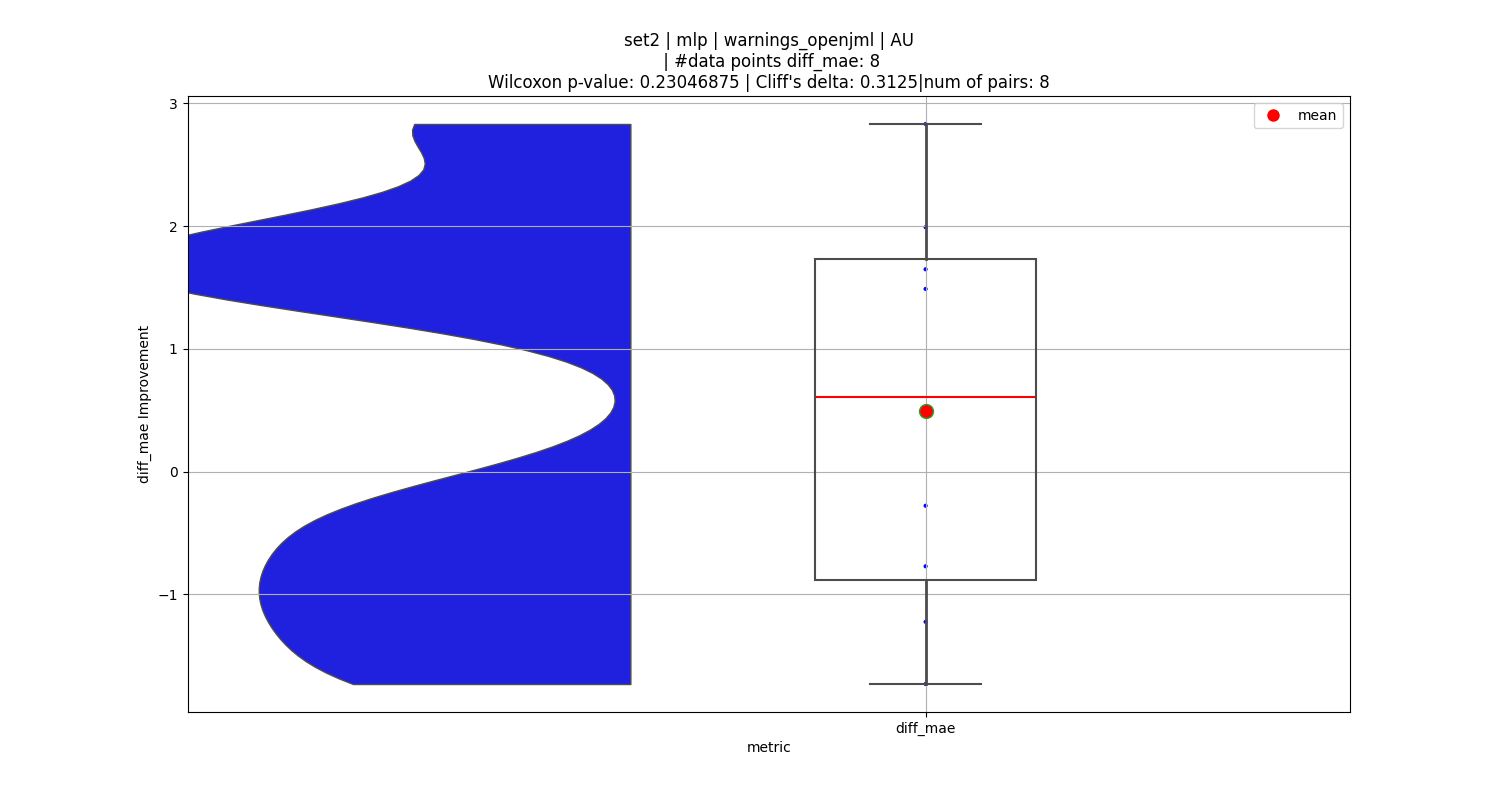 set2 | mlp | warnings_openjml | AU
| #data points diff_mae: 8
Wilcoxon p-value: 0.23046875 | Cliff's delta: 0.3125|num of pairs: 8
mean
3
2
1
0
−1
diff_mae Improvement
diff_mae
metric